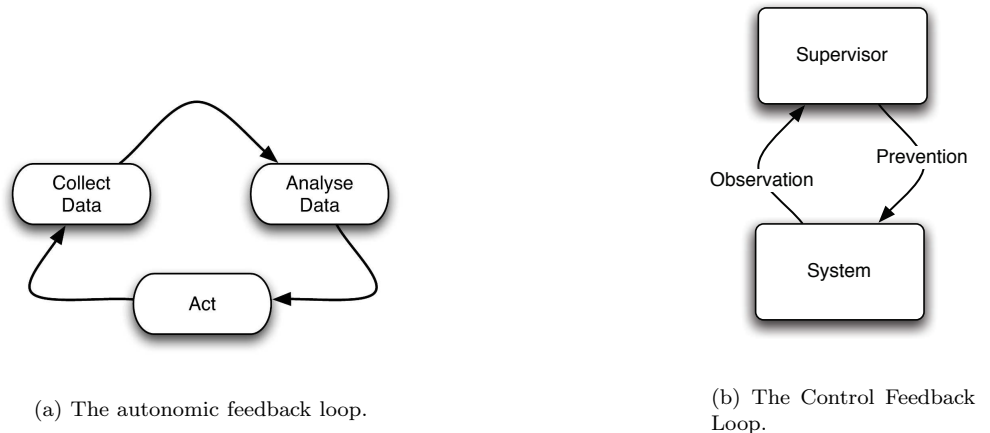 Collect
Data
Analyse
Data
Act
(a) The autonomic feedback loop.
Supervisor
Prevention
Observation
System
(b) The Control Feedback
Loop.